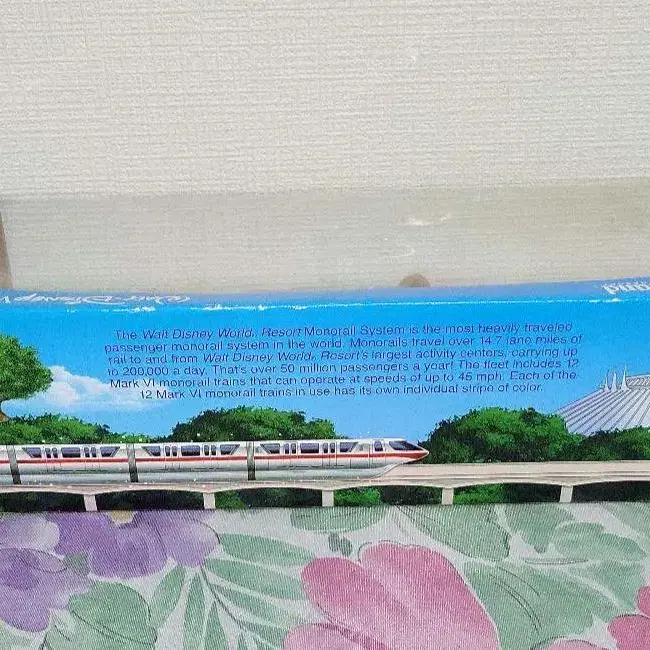 The Walt Disney World® Resort Monorail System is the most heavily traveled
passenger monorail system in the world. Monorails travel over 14.7 lane miles of
rail to and from Walt Disney World® Resort's largest activity centers, carrying up
to 200,000 a day. That's over 50 million passengers a year! The fleet includes 12
Mark VI monorail trains that can operate at speeds of up to 45 mph. Each of the
12 Mark VI monorail trains in use has its own individual stripe of color.